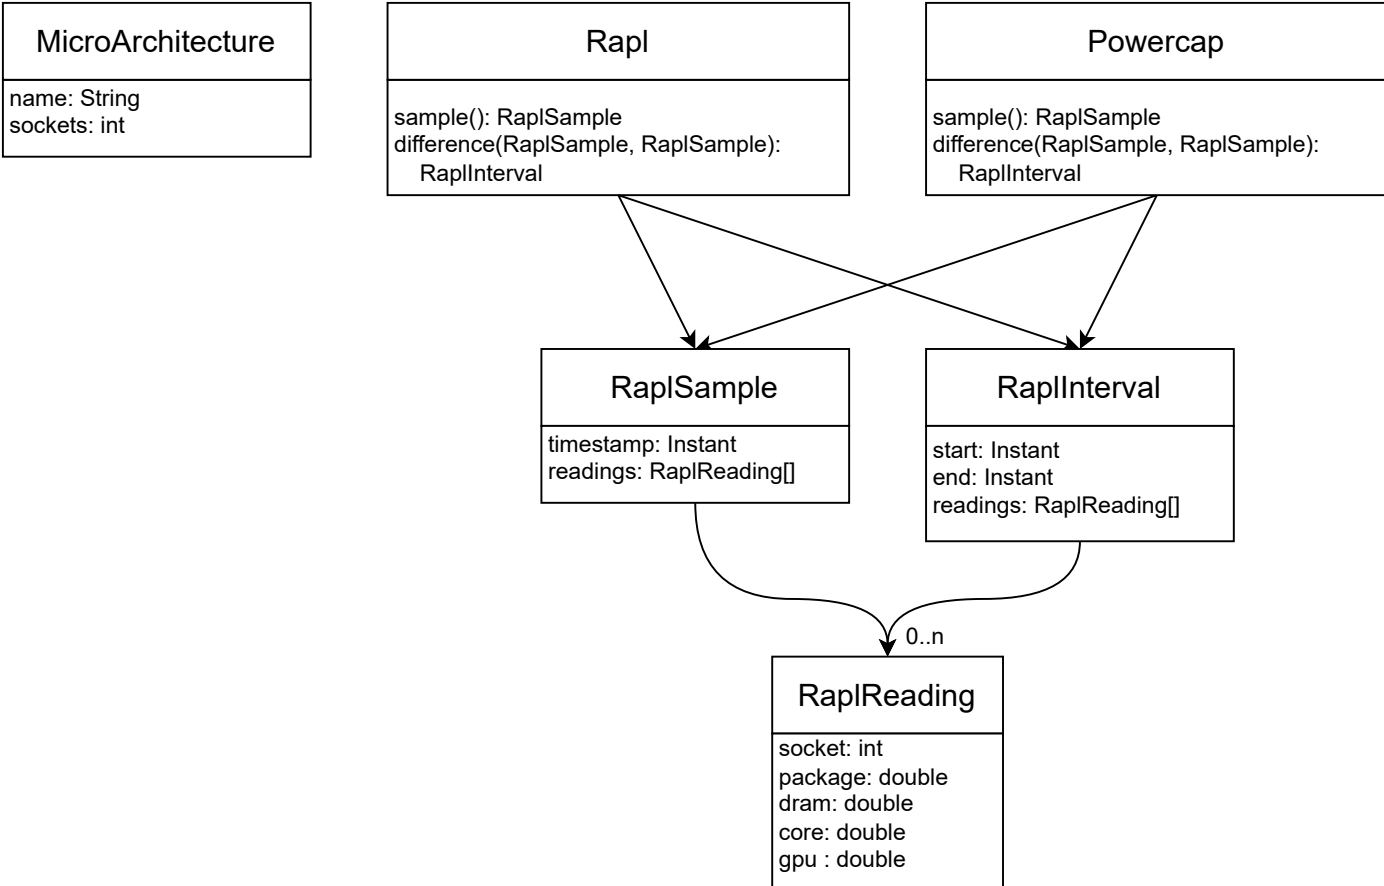 MicroArchitecture
name: String
sockets: int
Rapl
sample(): RaplSample
difference(RaplSample, RaplSample):
RaplInterval
Powercap
sample(): RaplSample
difference(RaplSample, RaplSample):
RaplInterval
RaplSample
timestamp: Instant
readings: RaplReading[]
RaplInterval
start: Instant
end: Instant
readings: RaplReading[]
0..n
RaplReading
socket: int
package: double
dram: double
core: double
gpu : double